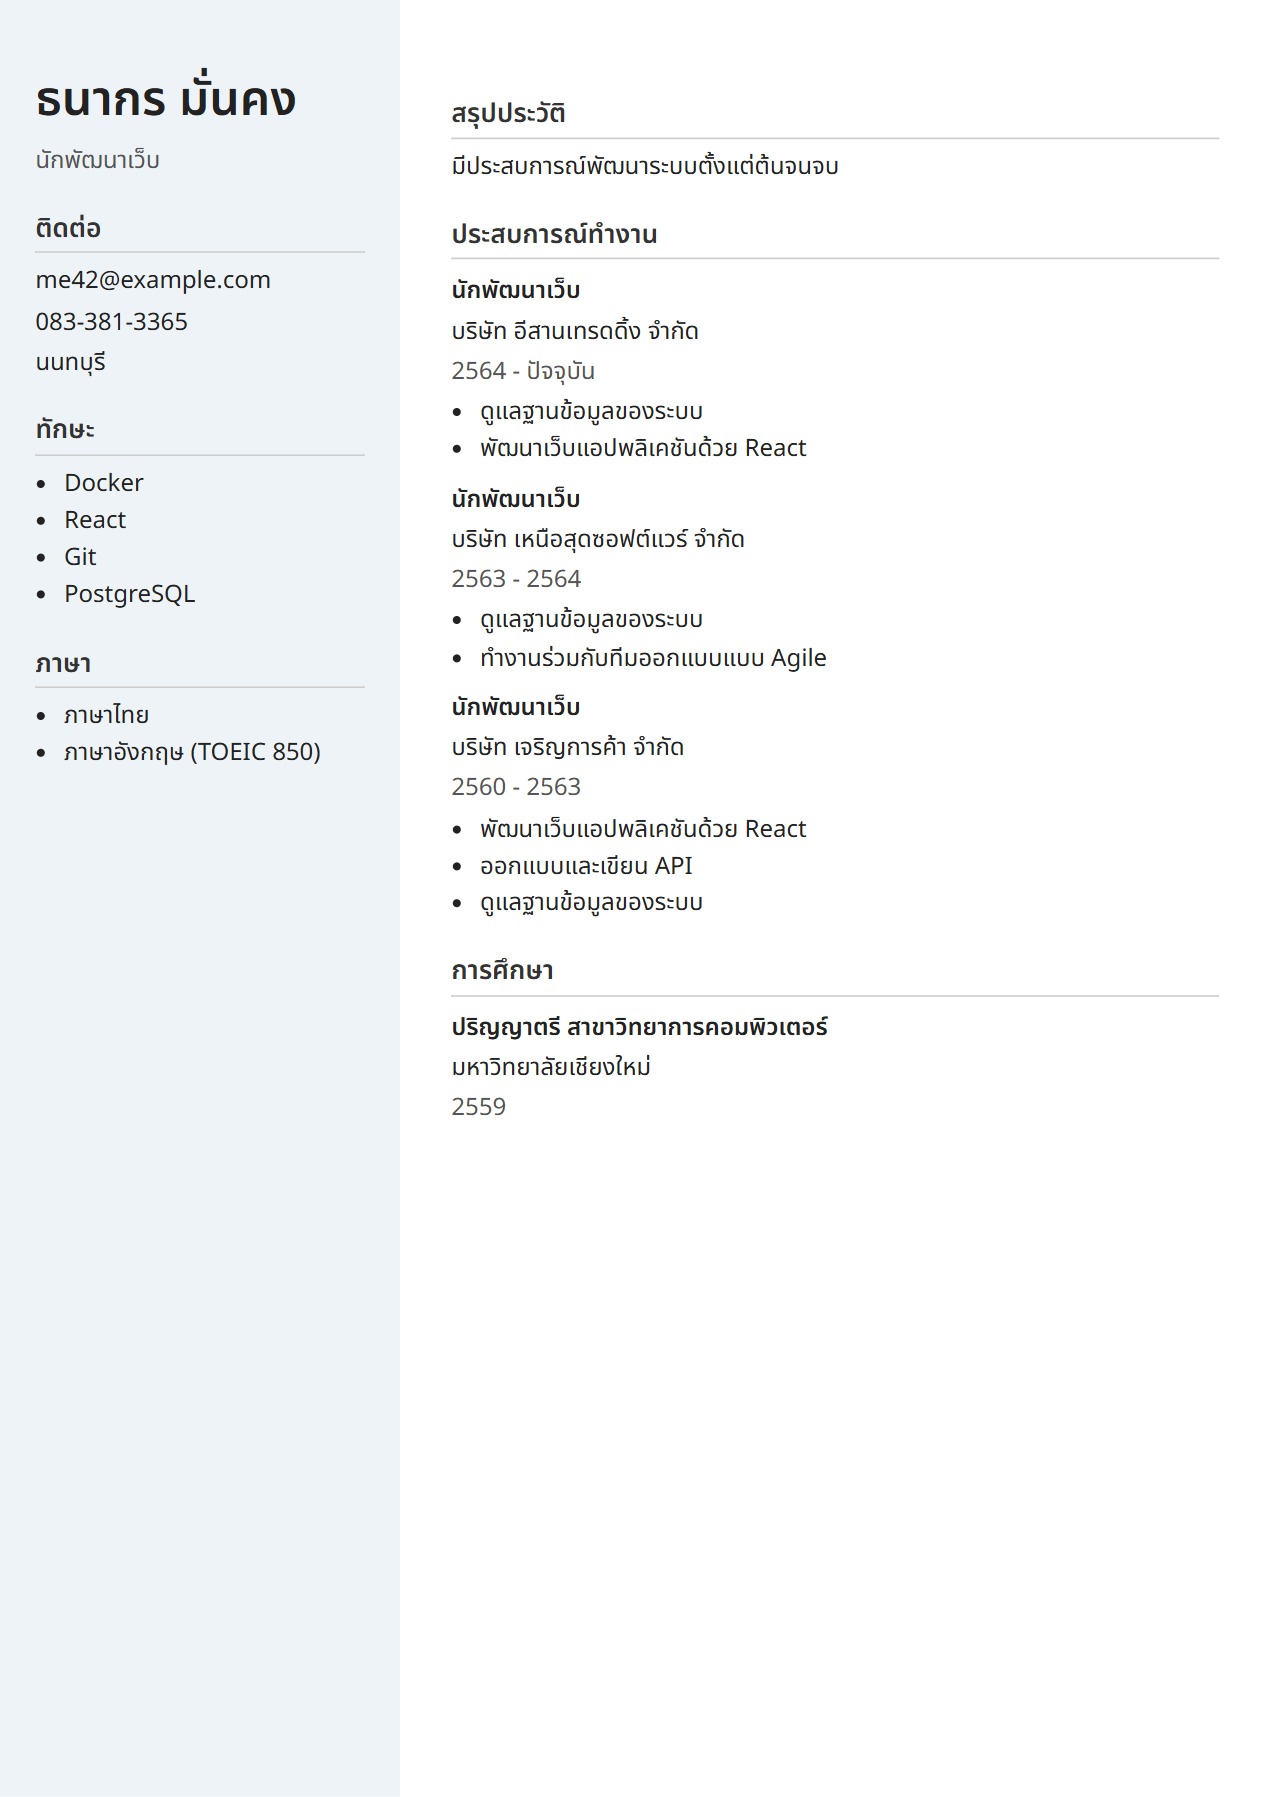 ธนากร มั่นคง
นักพัฒนาเว็บ
ติดต่อ
me42@example.com
083-381-3365
นนทบุรี
ทักษะ
• Docker
• React
• Git
• PostgreSQL
ภาษา
• ภาษาไทย
• ภาษาอังกฤษ (TOEIC 850)
สรุปประวัติ
มีประสบการณ์พัฒนาระบบตั้งแต่ต้นจนจบ
ประสบการณ์ทำงาน
นักพัฒนาเว็บ
บริษัท อีสานเทรดดิ้ง จำกัด
2564 - ปัจจุบัน
• ดูแลฐานข้อมูลของระบบ
• พัฒนาเว็บแอปพลิเคชันด้วย React
นักพัฒนาเว็บ
บริษัท เหนือสุดซอฟต์แวร์ จำกัด
2563 - 2564
• ดูแลฐานข้อมูลของระบบ
• ทำงานร่วมกับทีมออกแบบแบบ Agile
นักพัฒนาเว็บ
บริษัท เจริญการค้า จำกัด
2560 - 2563
• พัฒนาเว็บแอปพลิเคชันด้วย React
• ออกแบบและเขียน API
• ดูแลฐานข้อมูลของระบบ
การศึกษา
ปริญญาตรี สาขาวิทยาการคอมพิวเตอร์
มหาวิทยาลัยเชียงใหม่
2559